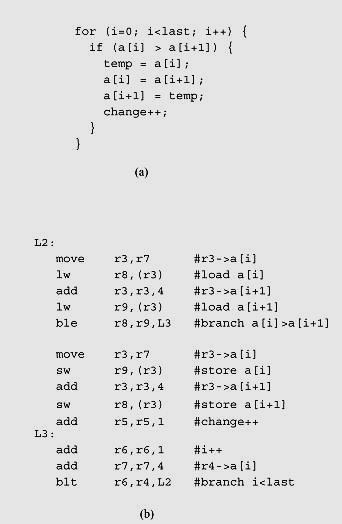 for (i=0; i<last; i++) {
if (a[i] > a[i+1]) {
temp = a[i];
a[i] = a[i+1];
a[i+1] = temp;
change++;
}
}
(a)
L2:
move r3,r7 #r3->a[i]
lw r8,(r3) #load a[i]
add r3,r3,4 #r3->a[i+1]
lw r9,(r3) #load a[i+1]
ble r8,r9,L3 #branch a[i]>a[i+1]
move r3,r7 #r3->a[i]
sw r9,(r3) #store a[i]
add r3,r3,4 #r3->a[i+1]
sw r8,(r3) #store a[i+1]
add r5,r5,1 #change++
L3:
add r6,r6,1 #i++
add r7,r7,4 #r4->a[i]
blt r6,r4,L2 #branch i<last
(b)